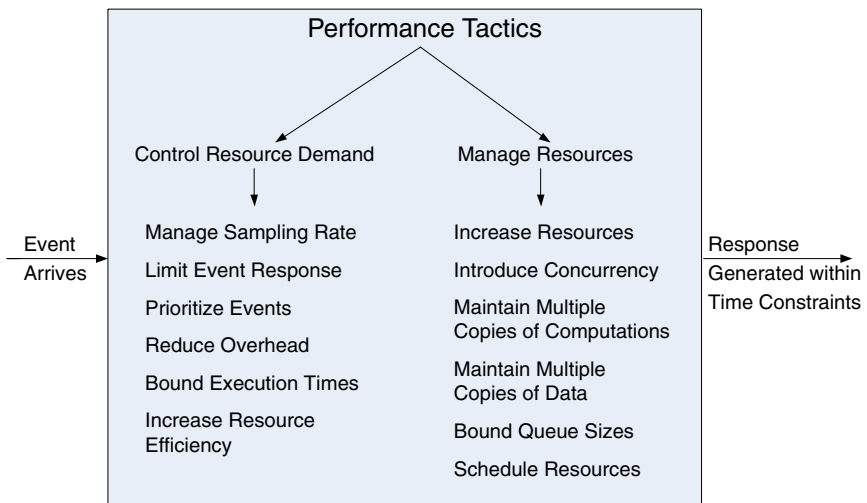 Performance Tactics
Control Resource Demand
Manage Sampling Rate
Limit Event Response
Prioritize Events
Reduce Overhead
Bound Execution Times
Increase Resource
Efficiency
Manage Resources
Increase Resources
Introduce Concurrency
Maintain Multiple
Copies of Computations
Maintain Multiple
Copies of Data
Bound Queue Sizes
Schedule Resources
Event
Arrives
Response
Generated within
Time Constraints